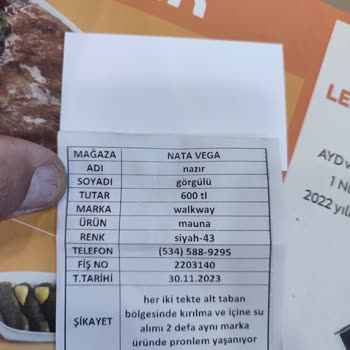 LE
AYD
1 N
2022 yılı
MAĞAZA NATA VEGA
ADI nazır
SOYADI görgülü
TUTAR 600 tl
MARKA walkway
ÜRÜN mauna
RENK siyah-43
TELEFON (534) 588-9295
FİŞ NO 2203140
T.TARİHİ 30.11.2023
ŞİKAYET her iki tekte alt taban
bölgesinde kırılma ve içine su
alımı 2 defa aynı marka
üründe pronlem yaşanıyor